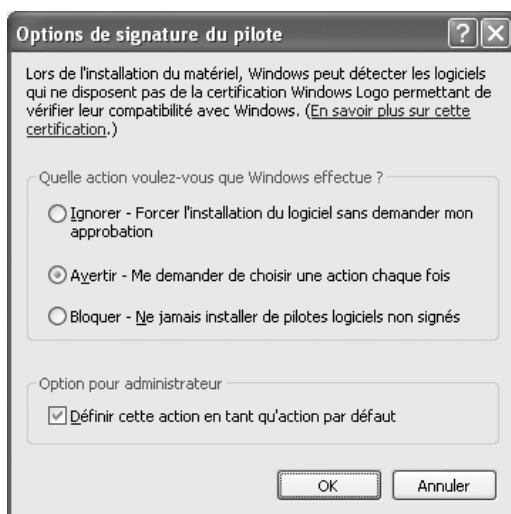 Options de signature du pilote
Lors de l'installation du matériel, Windows peut détecter les logiciels
qui ne disposent pas de la certification Windows Logo permettant de
vérifier leur compatibilité avec Windows. (En savoir plus sur cette
certification.)
Quelle action voulez-vous que Windows effectue ?
Ignorer - Forcer l'installation du logiciel sans demander mon
approbation
Avertir - Me demander de choisir une action chaque fois
Bloquer - Ne jamais installer de pilotes logiciels non signés
Option pour administrateur
Définir cette action en tant qu'action par défaut
OK Annuler